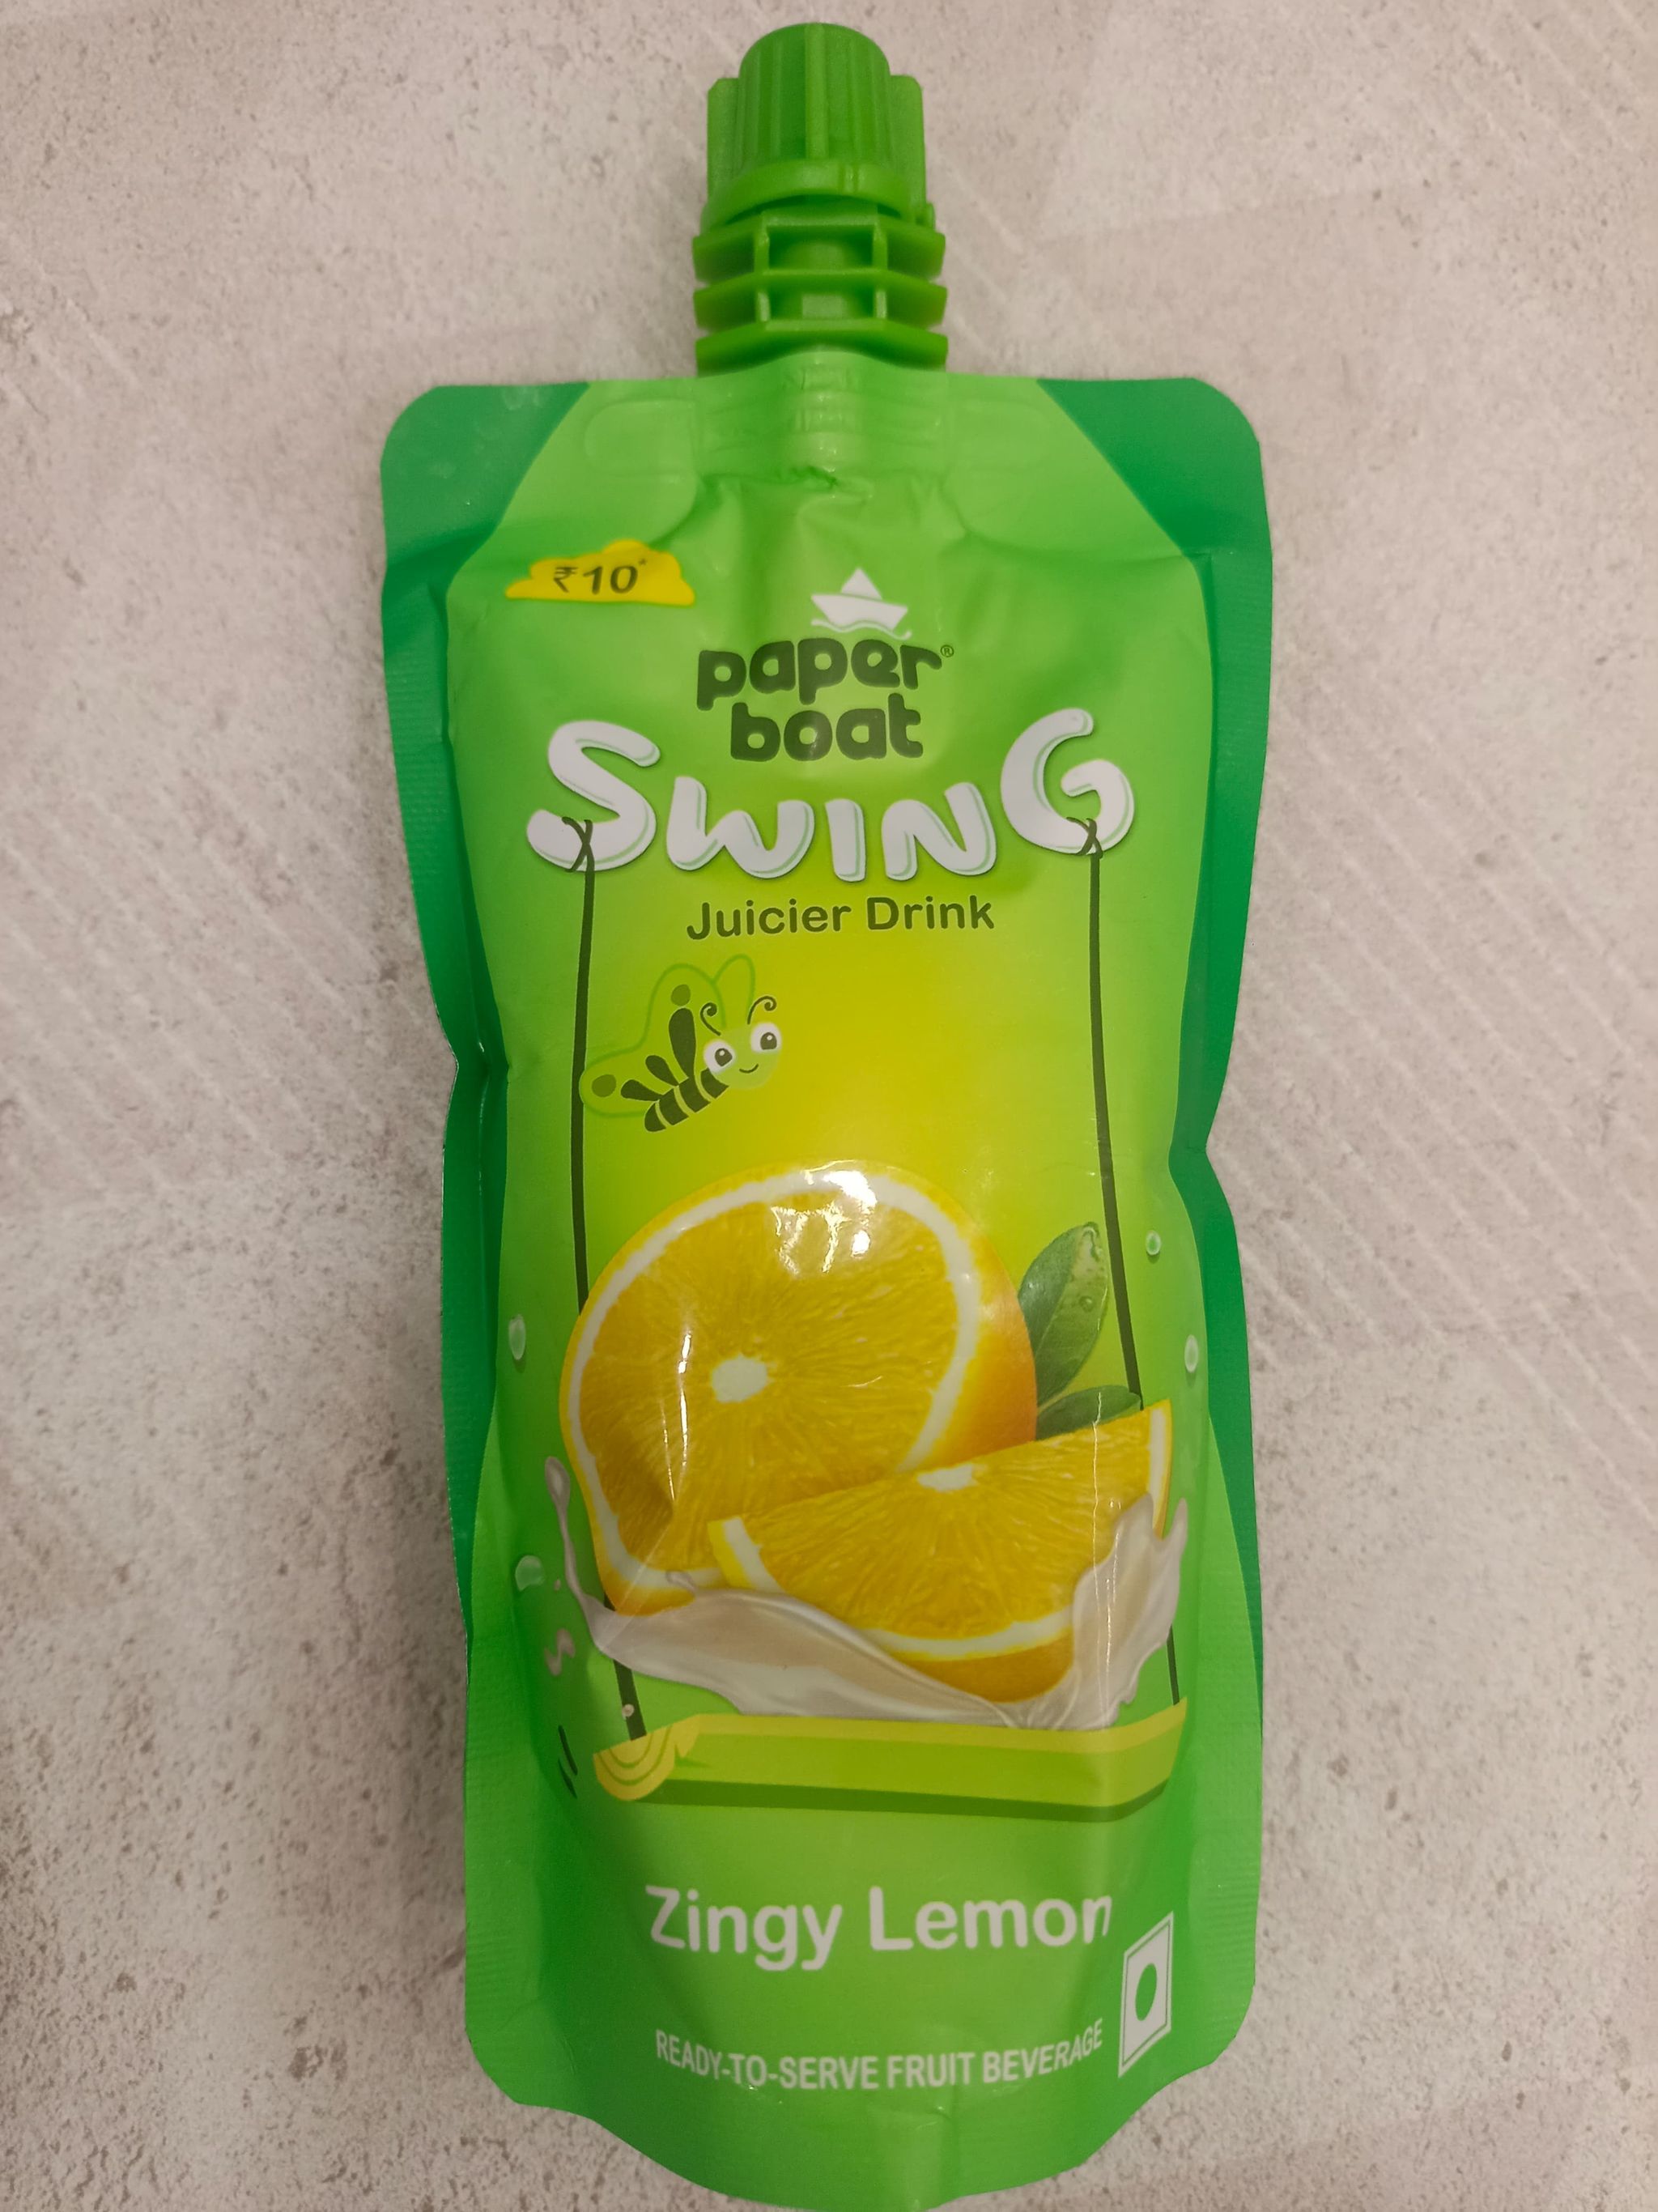 ₹10*
paper®
boat
SWING
Juicier Drink
Zingy Lemon
READY-TO-SERVE FRUIT BEVERAGE